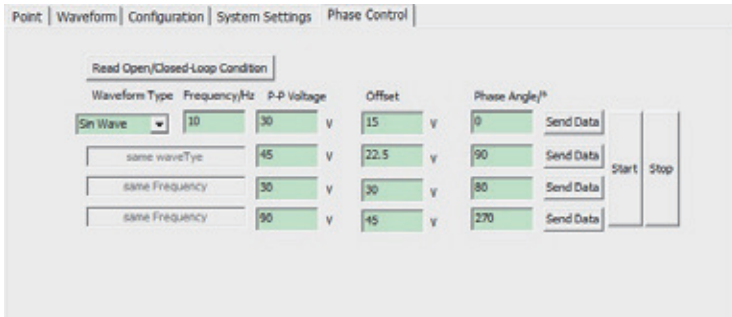 Point Waveform Configuration System Settings Phase Control
Read Open/Closed-Loop Condition
Waveform Type Frequency/Hz P-P Voltage Offset Phase Angle/°
Sin Wave 10 30 V 15 V 0 Send Data
same waveTye 45 V 22.5 V 90 Send Data
Start Stop
same Frequency 30 V 30 V 80 Send Data
same Frequency 90 V 45 V 270 Send Data